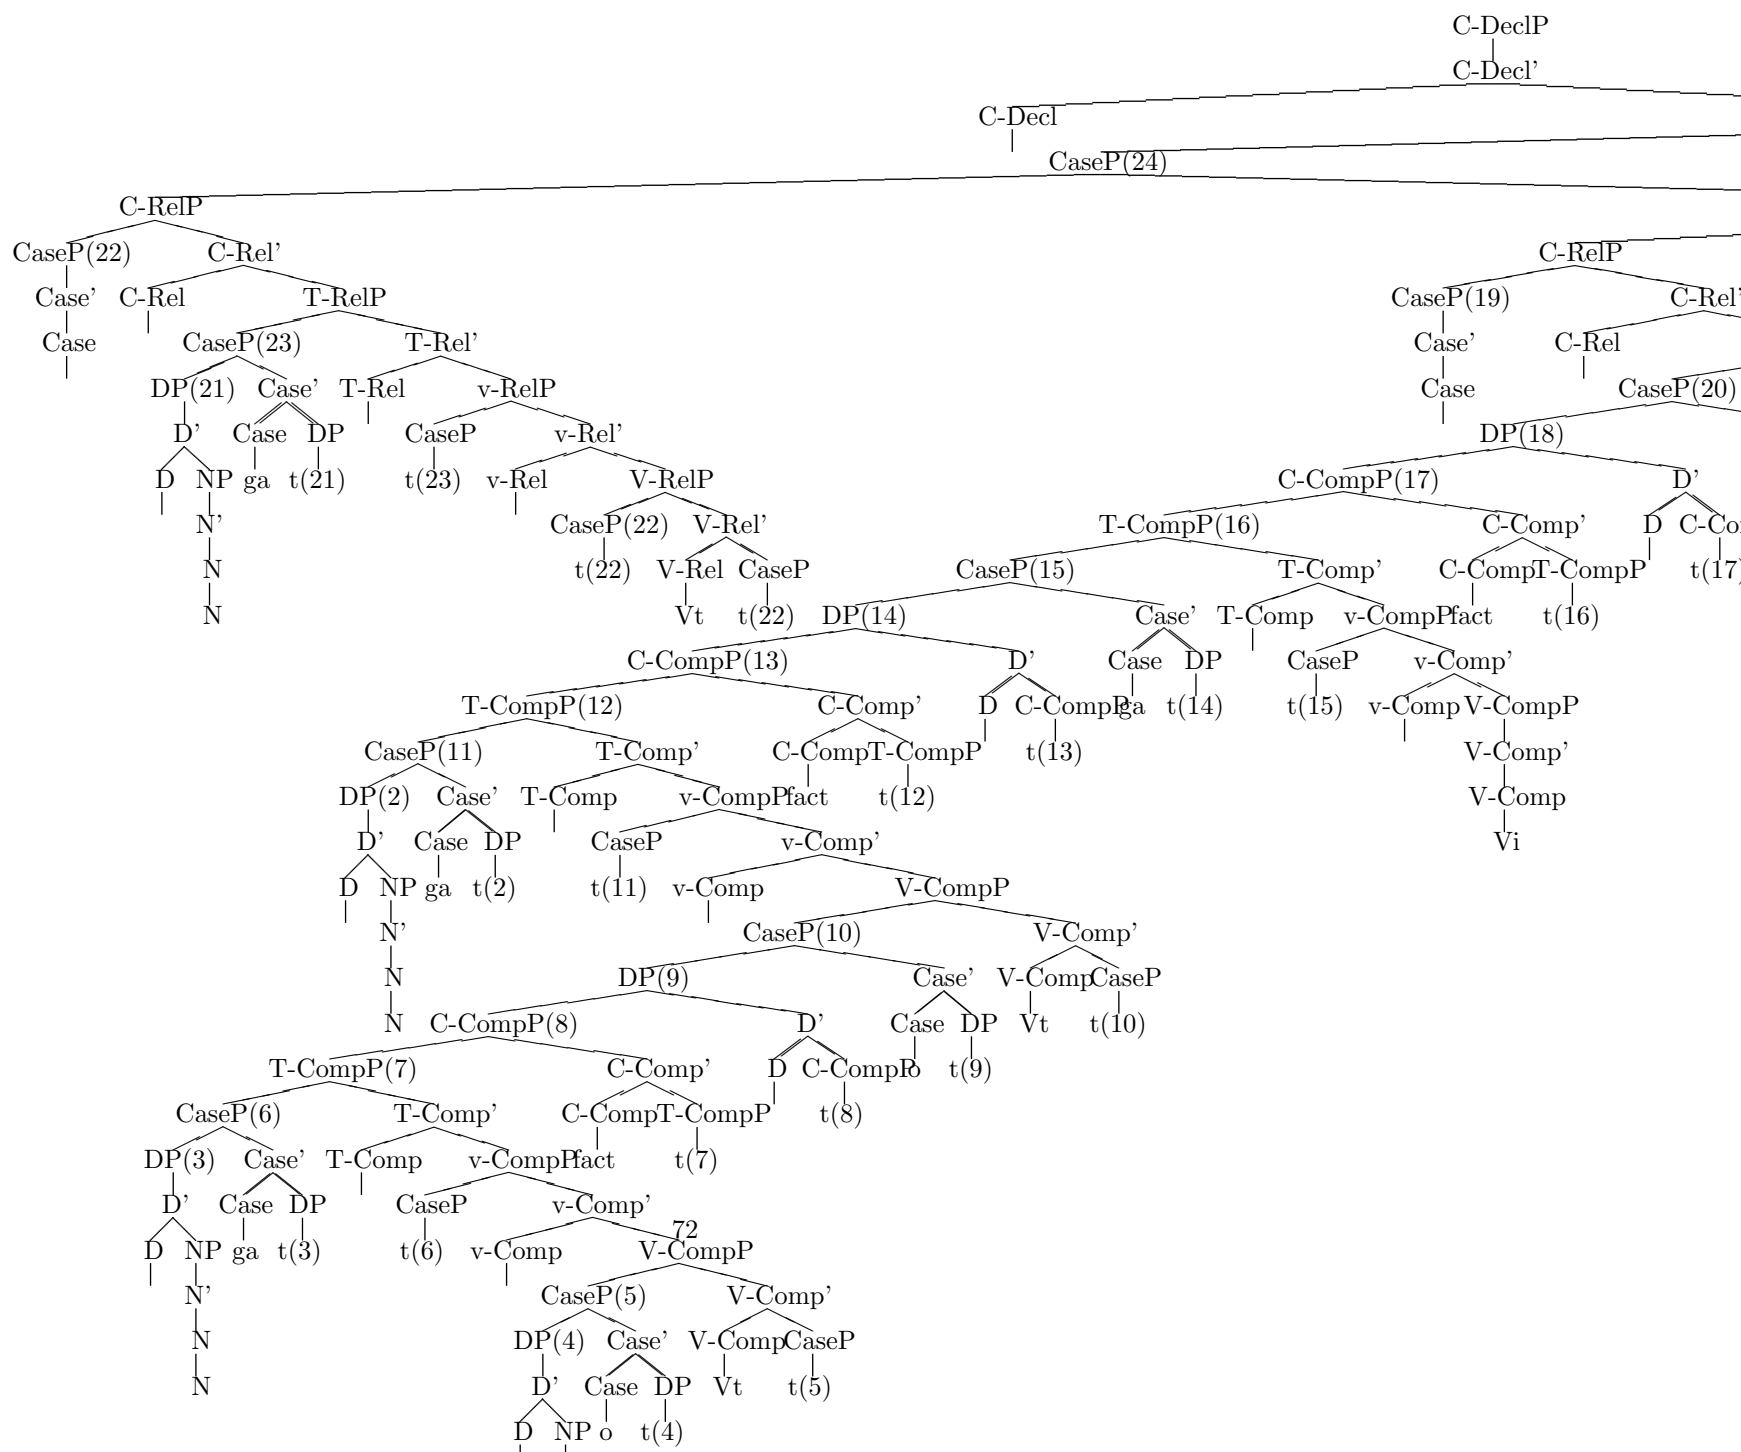 C-DeclP
C-Decl'
C-Decl
CaseP(24)
C-RelP
CaseP(22) C-Rel' C-RelP
Case' C-Rel T-RelP CaseP(19) C-Rel'
Case CaseP(23) T-Rel' Case' C-Rel
DP(21) Case' T-Rel v-RelP Case CaseP(20)
D' Case DP CaseP v-Rel' DP(18)
D NP ga t(21) t(23) v-Rel V-RelP C-CompP(17) D'
N' CaseP(22) V-Rel' T-CompP(16) C-Comp' D
N t(22) V-Rel CaseP CaseP(15) T-Comp' C-Comp T-CompP t(17)
N Vt t(22) DP(14) Case' T-Comp v-CompP fact t(16)
C-CompP(13) D' Case DP CaseP v-Comp'
T-CompP(12) C-Comp' D C-CompP ga t(14) t(15) v-Comp V-CompP
CaseP(11) T-Comp' C-Comp T-CompP t(13) V-Comp'
DP(2) Case' T-Comp v-CompP fact t(12) V-Comp
D' Case DP CaseP v-Comp' Vi
D NP ga t(2) t(11) v-Comp V-CompP
N' CaseP(10) V-Comp'
N DP(9) Case' V-Comp CaseP
N C-CompP(8) D' Case DP Vt t(10)
T-CompP(7) C-Comp' D C-CompP o t(9)
CaseP(6) T-Comp' C-Comp T-CompP t(8)
DP(3) Case' T-Comp v-CompP fact t(7)
D' Case DP CaseP v-Comp'
72
D NP ga t(3) t(6) v-Comp V-CompP
N' CaseP(5) V-Comp'
N DP(4) Case' V-Comp CaseP
N D' Case DP Vt t(5)
D NP o t(4)